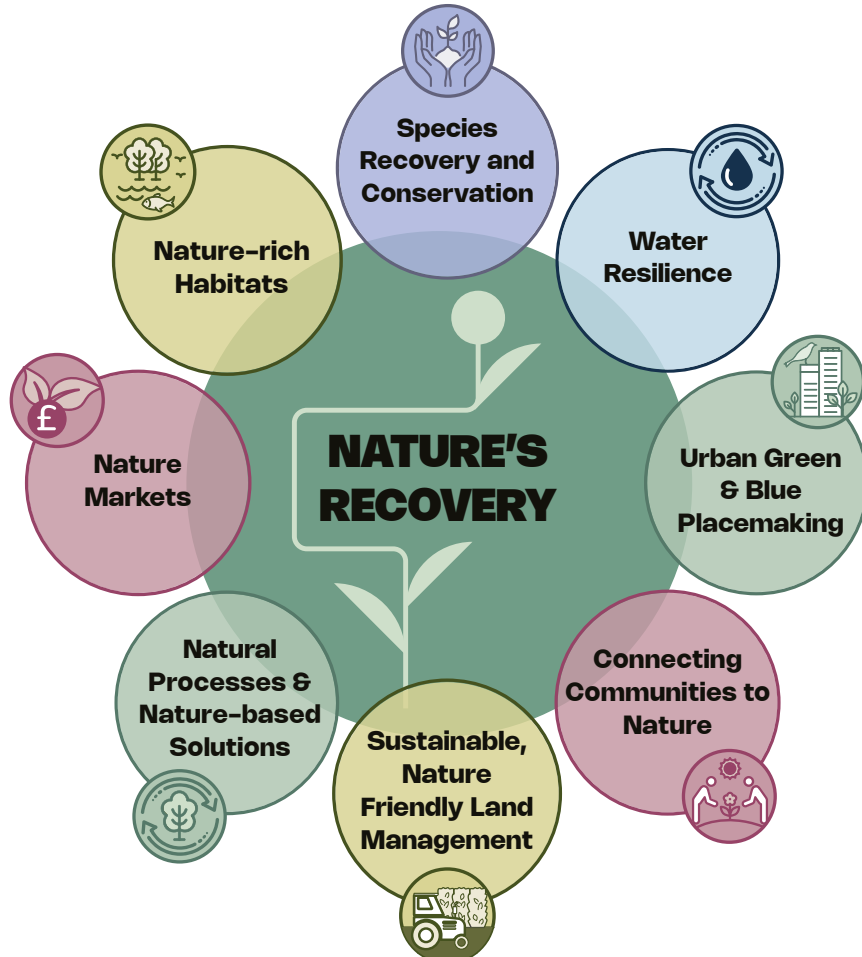 Species
Recovery and
Conservation
Water
Resilience
Urban Green
& Blue
Placemaking
Connecting
Communities to
Nature
Sustainable,
Nature
Friendly Land
Management
Natural
Processes &
Nature-based
Solutions
Nature
Markets
£
Nature-rich
Habitats
NATURE'S
RECOVERY